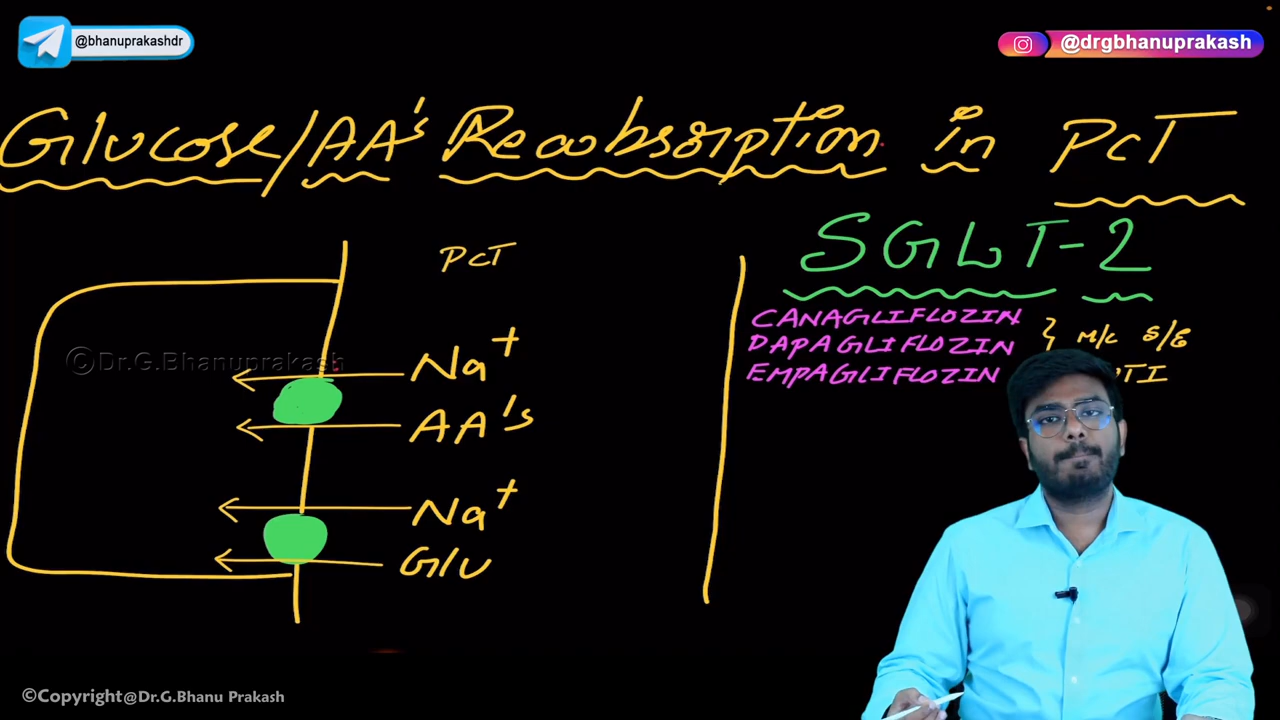 @bhanuprakashdr
@drgbhanuprakash
Glucose/AA's Reabsorption in PCT
PCT
Na+
AA's
Na+
Glu
©Dr.G.Bhanuprakash
SGLT-2
CANAGLIFLOZIN
DAPAGLIFLOZIN
EMPAGLIFLOZIN
} M/C S/E
TI
©Copyright@Dr.G.Bhanu Prakash